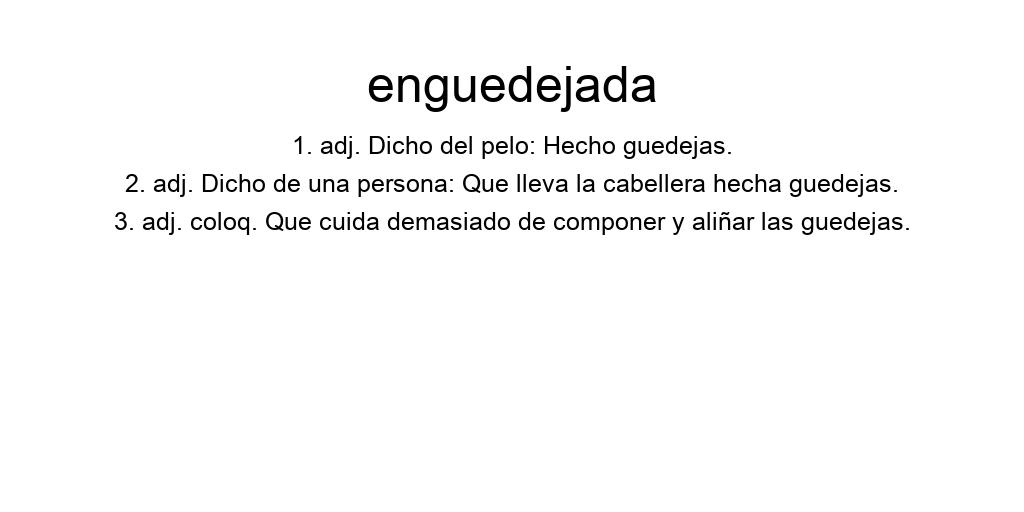 enguedejada
1. adj. Dicho del pelo: Hecho guedejas.
2. adj. Dicho de una persona: Que lleva la cabellera hecha guedejas.
3. adj. coloq. Que cuida demasiado de componer y aliñar las guedejas.